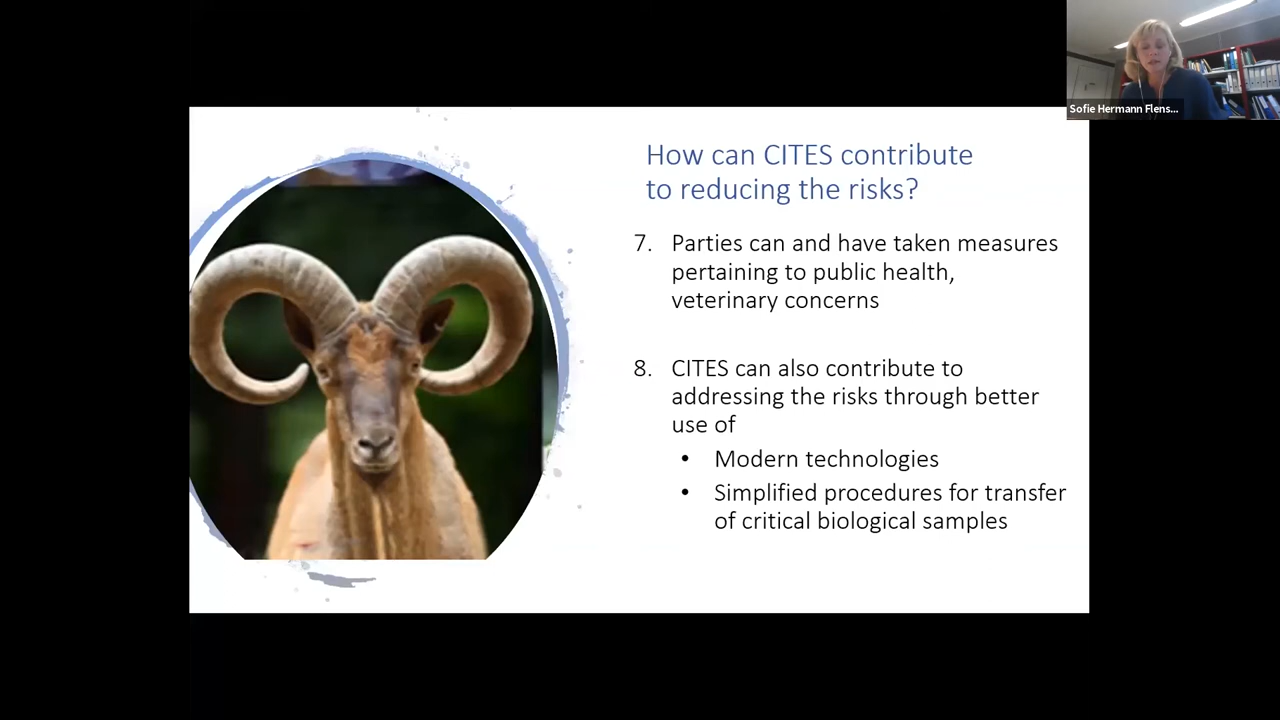 Sofie Hermann Flens...
How can CITES contribute
to reducing the risks?
7. Parties can and have taken measures
pertaining to public health,
veterinary concerns
8. CITES can also contribute to
addressing the risks through better
use of
• Modern technologies
• Simplified procedures for transfer
of critical biological samples